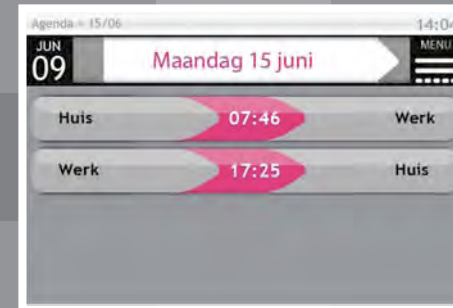 Agenda > 15/06
14:04
JUN
09
Maandag 15 juni
MENU
Huis 07:46 Werk
Werk 17:25 Huis